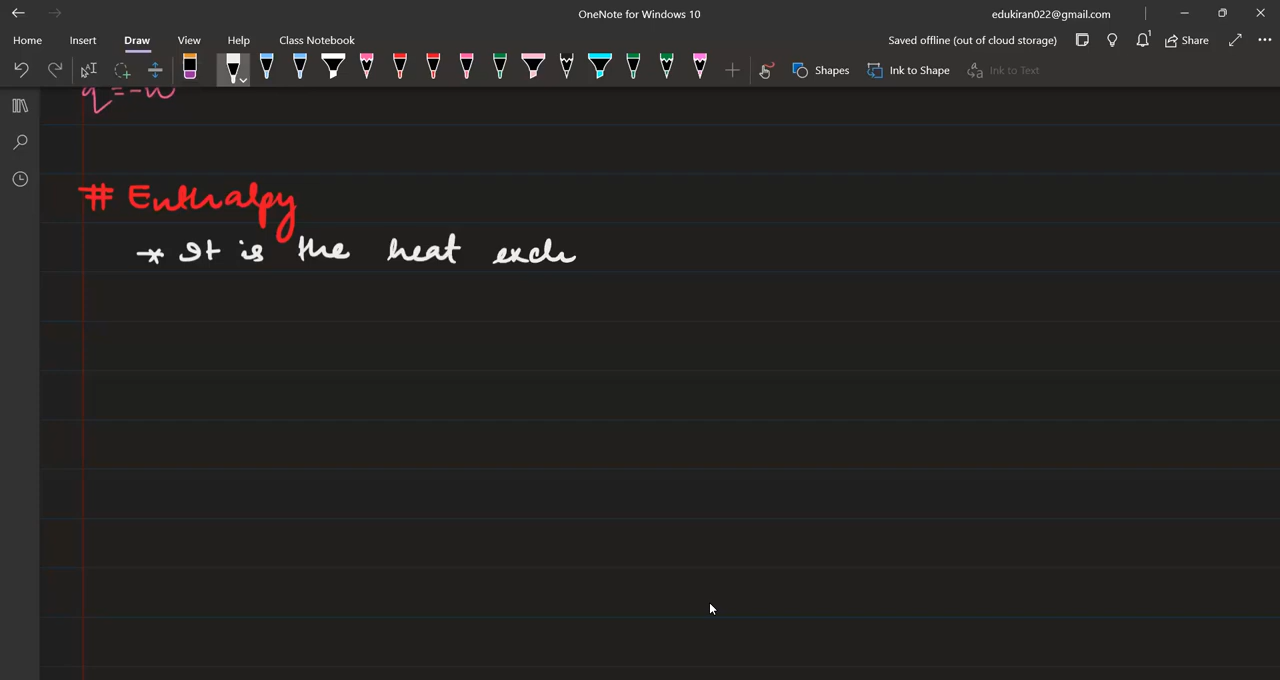 OneNote for Windows 10
edukiran022@gmail.com
Home Insert Draw View Help Class Notebook
Saved offline (out of cloud storage)
1
Share
Shapes
Ink to Shape
Ink to Text
q = -w
# Enthalpy
* It is the heat exch